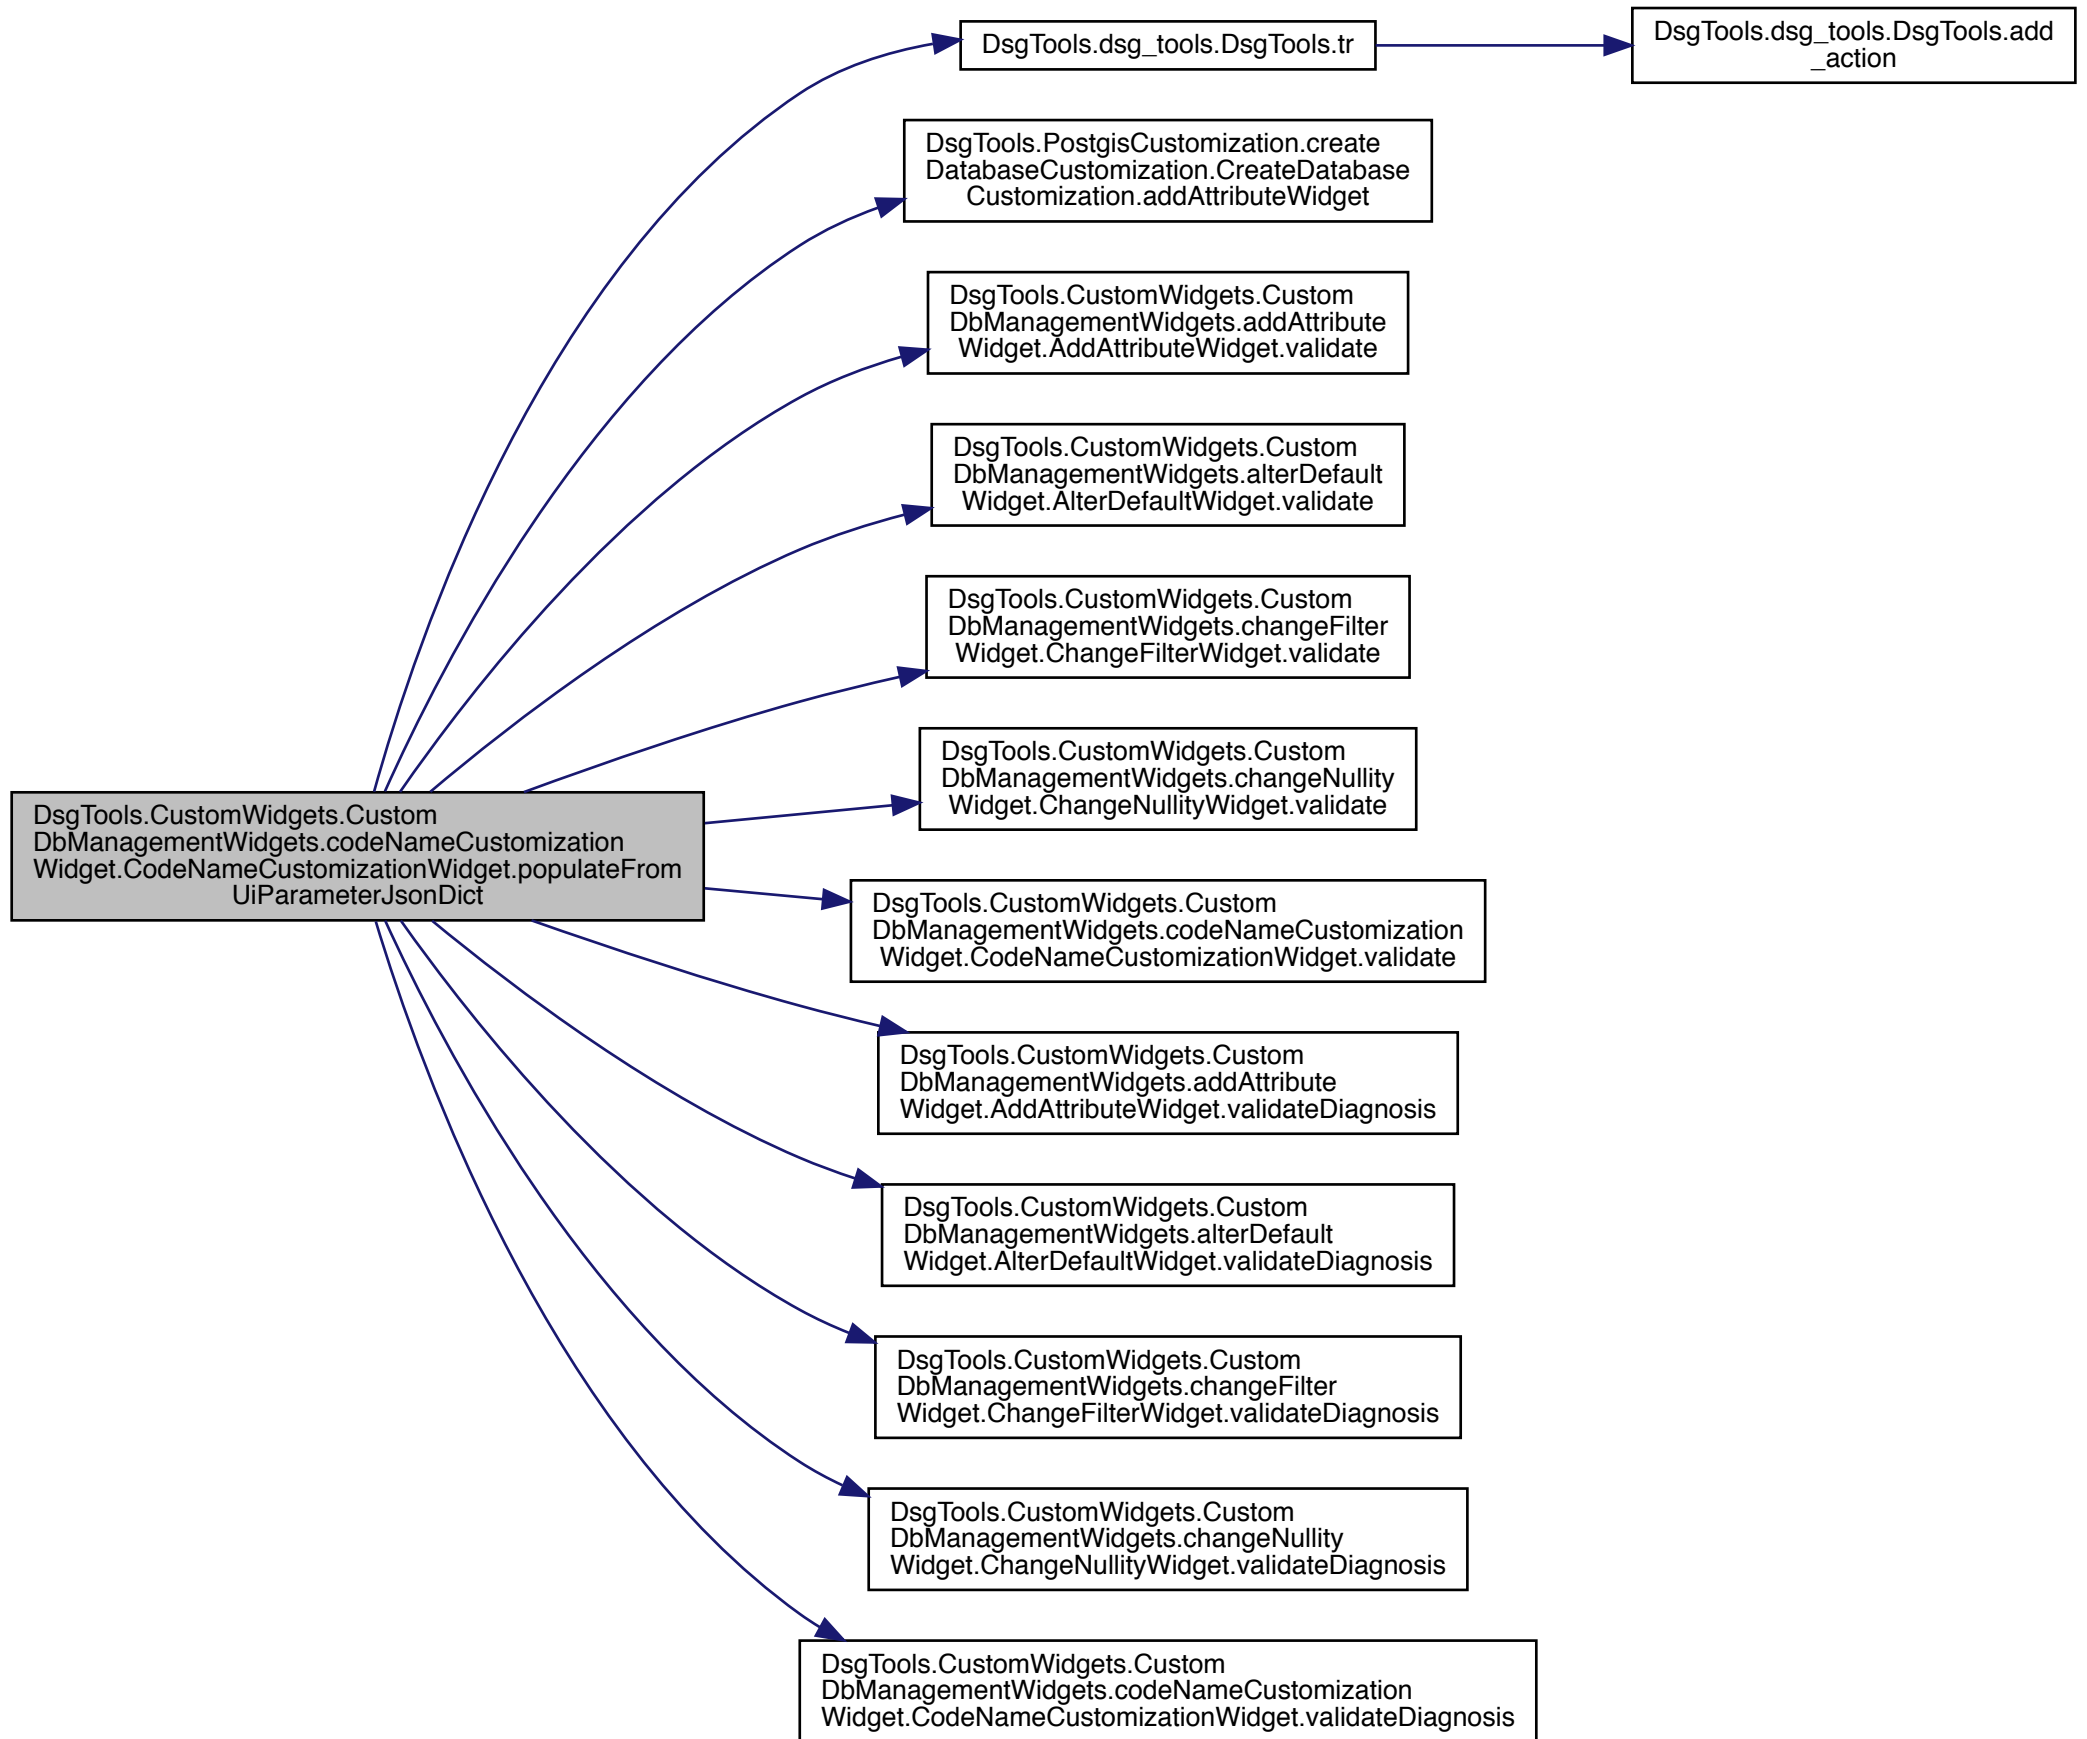 DsgTools.dsg_tools.DsgTools.tr
DsgTools.dsg_tools.DsgTools.add
_action
DsgTools.PostgisCustomization.create
DatabaseCustomization.CreateDatabase
Customization.addAttributeWidget
DsgTools.CustomWidgets.Custom
DbManagementWidgets.addAttribute
Widget.AddAttributeWidget.validate
DsgTools.CustomWidgets.Custom
DbManagementWidgets.alterDefault
Widget.AlterDefaultWidget.validate
DsgTools.CustomWidgets.Custom
DbManagementWidgets.changeFilter
Widget.ChangeFilterWidget.validate
DsgTools.CustomWidgets.Custom
DbManagementWidgets.changeNullity
Widget.ChangeNullityWidget.validate
DsgTools.CustomWidgets.Custom
DbManagementWidgets.codeNameCustomization
Widget.CodeNameCustomizationWidget.populateFrom
UiParameterJsonDict
DsgTools.CustomWidgets.Custom
DbManagementWidgets.codeNameCustomization
Widget.CodeNameCustomizationWidget.validate
DsgTools.CustomWidgets.Custom
DbManagementWidgets.addAttribute
Widget.AddAttributeWidget.validateDiagnosis
DsgTools.CustomWidgets.Custom
DbManagementWidgets.alterDefault
Widget.AlterDefaultWidget.validateDiagnosis
DsgTools.CustomWidgets.Custom
DbManagementWidgets.changeFilter
Widget.ChangeFilterWidget.validateDiagnosis
DsgTools.CustomWidgets.Custom
DbManagementWidgets.changeNullity
Widget.ChangeNullityWidget.validateDiagnosis
DsgTools.CustomWidgets.Custom
DbManagementWidgets.codeNameCustomization
Widget.CodeNameCustomizationWidget.validateDiagnosis